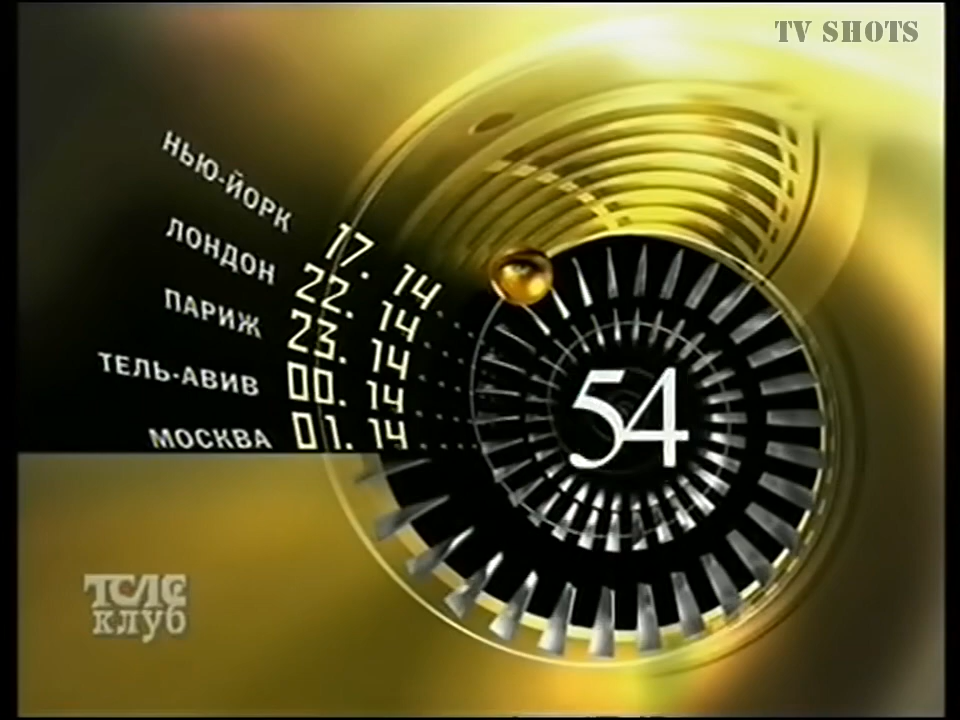 TV SHOTS
НЬЮ-ЙОРК 17. 14
ЛОНДОН 22. 14
ПАРИЖ 23. 14
ТЕЛЬ-АВИВ 00. 14
МОСКВА 01. 14
54
ТЕЛЕ
клуб